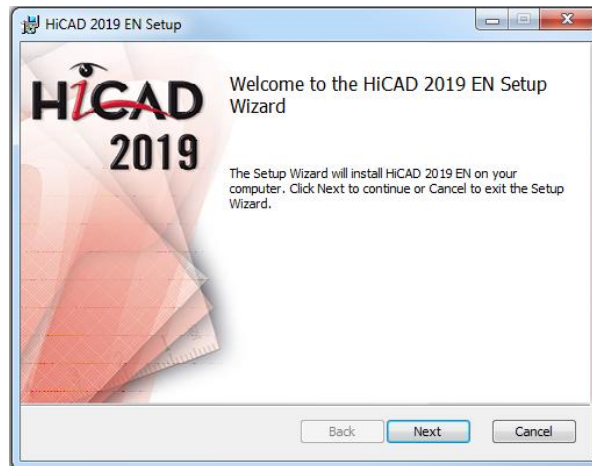 HiCAD 2019 EN Setup
HiCAD
2019
Welcome to the HiCAD 2019 EN Setup
Wizard
The Setup Wizard will install HiCAD 2019 EN on your
computer. Click Next to continue or Cancel to exit the Setup
Wizard.
Back
Next
Cancel